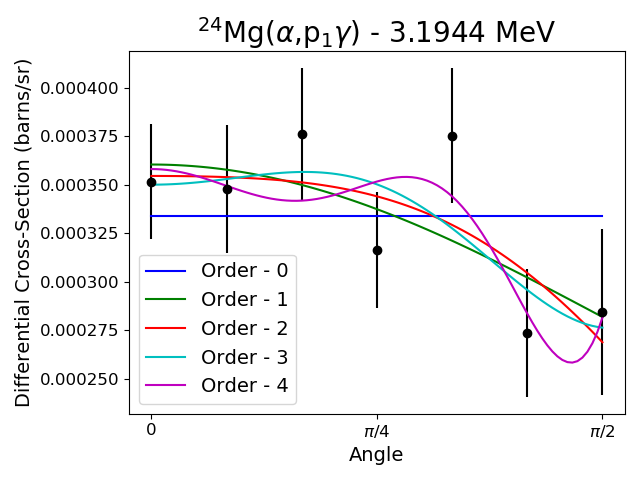 ²⁴Mg(α,p₁γ) - 3.1944 MeV
Differential Cross-Section (barns/sr)
0.000400
0.000375
0.000350
0.000325
0.000300
0.000275
0.000250
Order - 0
Order - 1
Order - 2
Order - 3
Order - 4
0
π/4
π/2
Angle